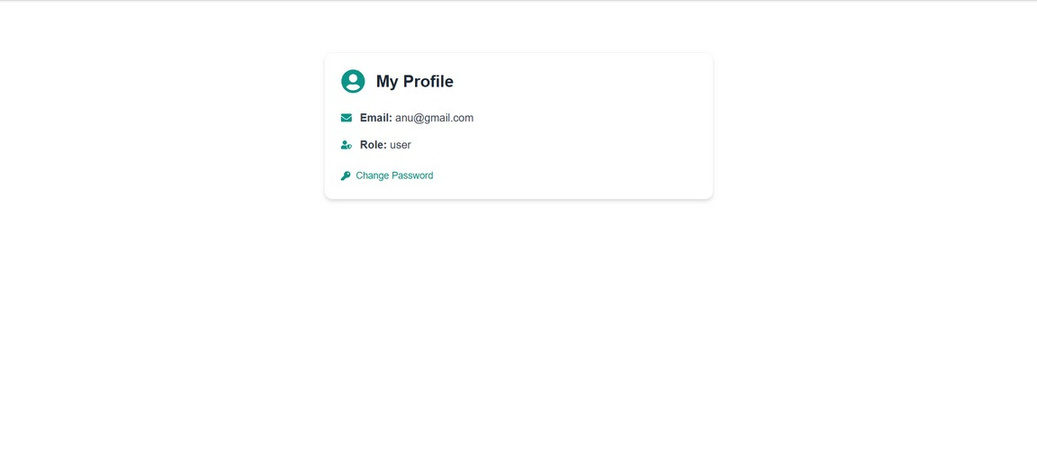 My Profile
Email: anu@gmail.com
Role: user
Change Password